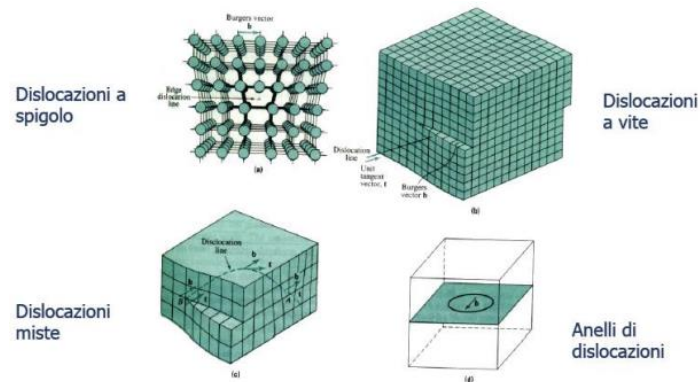 Burgers vector
b
Dislocazioni a
spigolo
Edge
dislocation
line
(a)
Dislocazioni
a vite
Dislocation
line
Unit
tangent
vector, t
Burgers
vector b
(b)
Dislocation
line
b
t
b
b
t
A
t
Dislocazioni
miste
(c)
b
Anelli di
dislocazioni
(d)